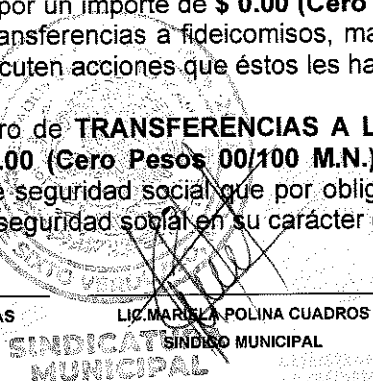 por un importe de $ 0.00 (Cero
ransferencias a fideicomisos, ma
cuten acciones que éstos les ha
ro de TRANSFERENCIAS A L
.00 (Cero Pesos 00/100 M.N.)
e seguridad social que por oblig
seguridad social en su carácter
AS
LIC. MARIELA POLINA CUADROS
SINDICO MUNICIPAL
SINDICATURA
MUNICIPAL